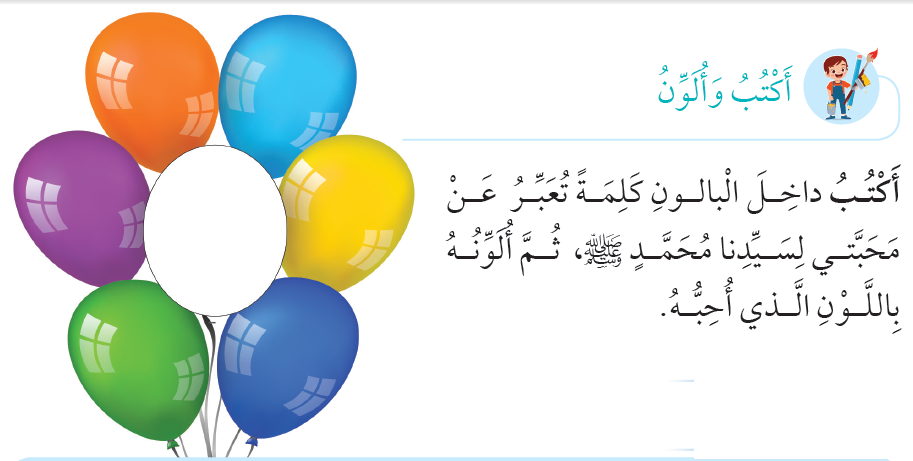 أَكْتُبُ وَأُلَوِّنُ
أَكْتُبُ داخِلَ الْبالونِ كَلِمَةً تُعَبِّرُ عَنْ
مَحَبَّتي لِسَيِّدِنا مُحَمَّدٍ ﷺ، ثُمَّ أُلَوِّنُهُ
بِاللَّوْنِ الَّذي أُحِبُّهُ.